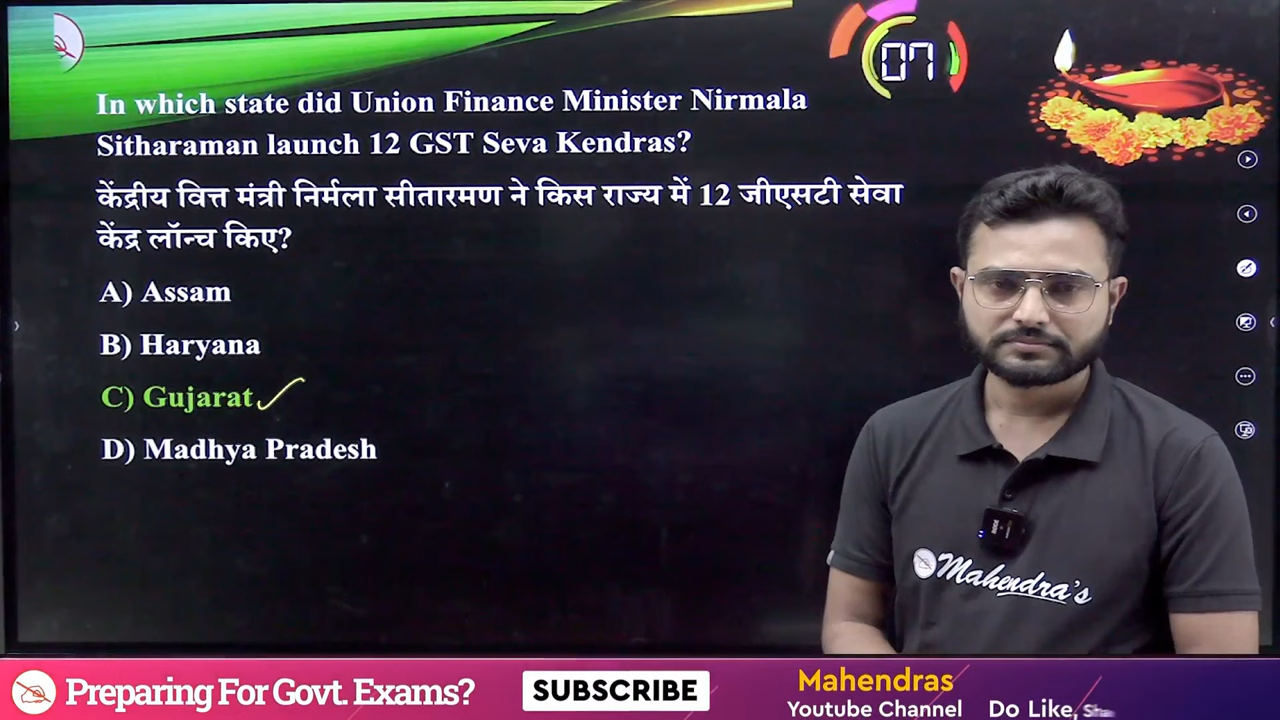 07
In which state did Union Finance Minister Nirmala
Sitharaman launch 12 GST Seva Kendras?
केंद्रीय वित्त मंत्री निर्मला सीतारमण ने किस राज्य में 12 जीएसटी सेवा
केंद्र लॉन्च किए?
A) Assam
B) Haryana
C) Gujarat
D) Madhya Pradesh
Mahendra's
Preparing For Govt. Exams?
SUBSCRIBE
Mahendras
Youtube Channel
Do Like, Sha